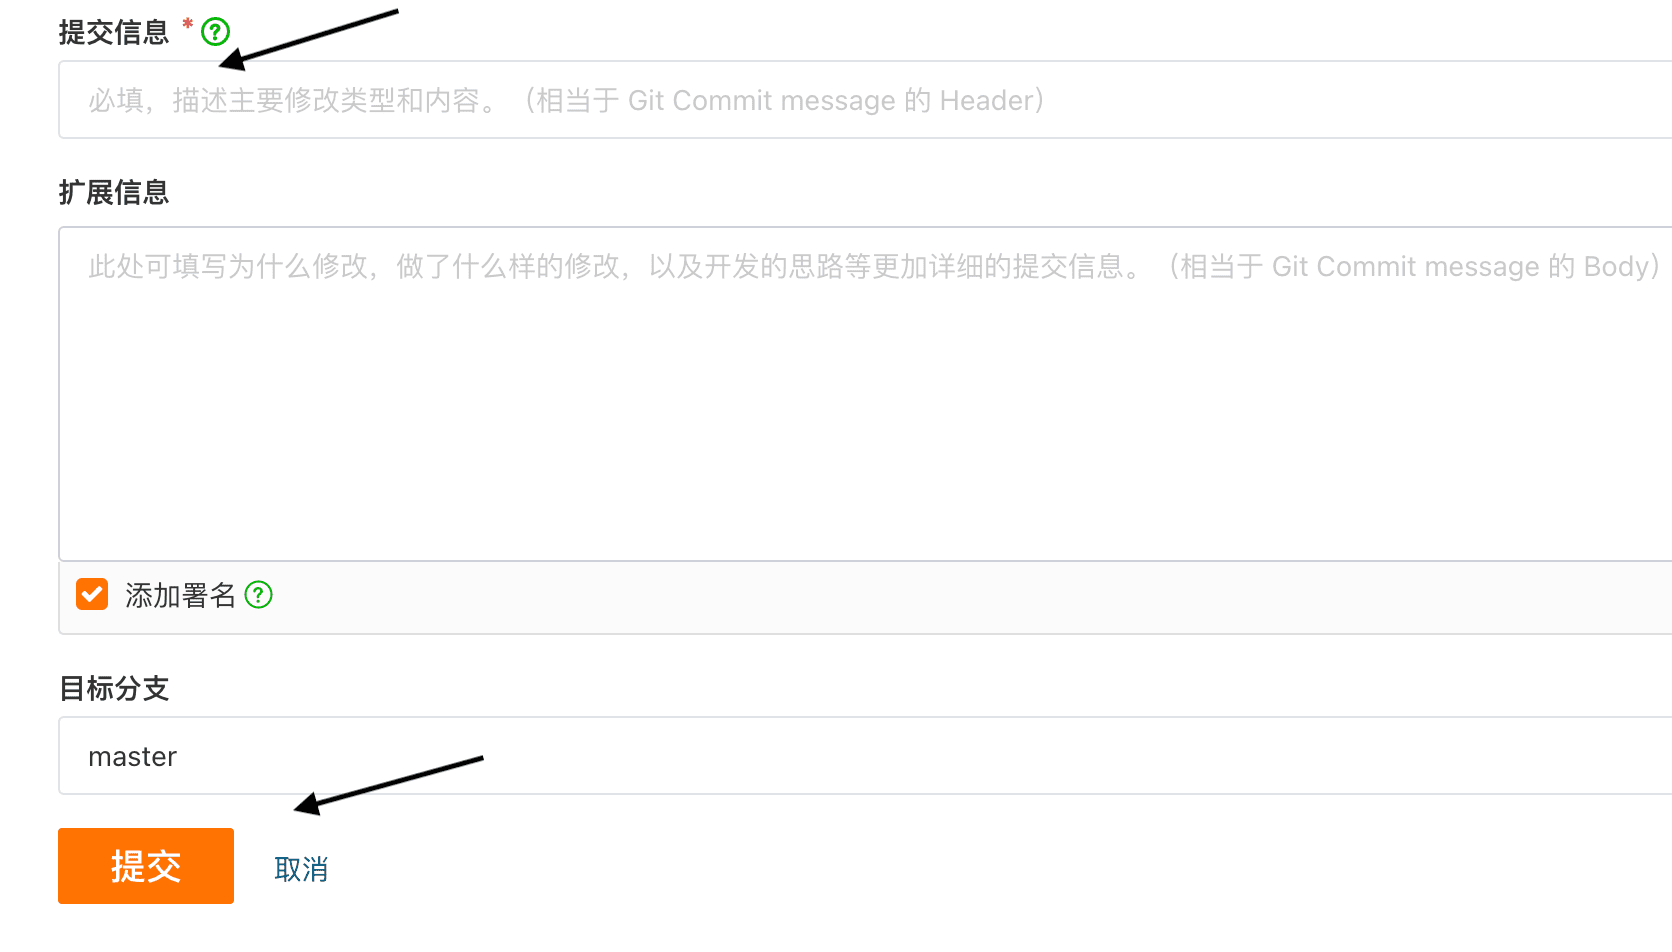 提交信息 * ?
必填，描述主要修改类型和内容。（相当于 Git Commit message 的 Header）
扩展信息
此处可填写为什么修改，做了什么样的修改，以及开发的思路等更加详细的提交信息。（相当于 Git Commit message 的 Body）
添加署名 ?
目标分支
master
提交 取消